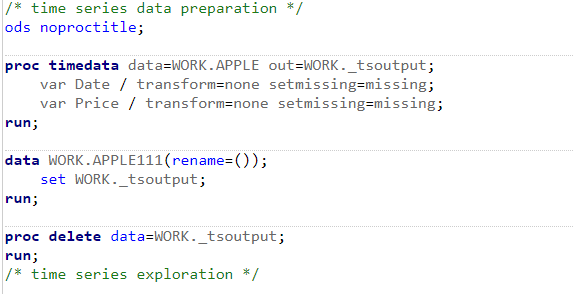 /* time series data preparation */
ods noproctitle;
proc timedata data=WORK.APPLE out=WORK._tsoutput;
    var Date / transform=none setmissing=missing;
    var Price / transform=none setmissing=missing;
run;
data WORK.APPLE111(rename=());
    set WORK._tsoutput;
run;
proc delete data=WORK._tsoutput;
run;
/* time series exploration */